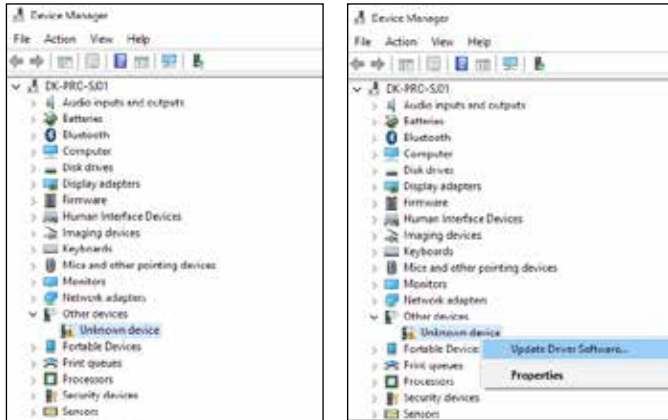 Device Manager
File Action View Help
DK-PRC-SJ01
Audio inputs and outputs
Batteries
Bluetooth
Computer
Disk drives
Display adapters
Firmware
Human Interface Devices
Imaging devices
Keyboards
Mice and other pointing devices
Monitors
Network adapters
Other devices
Unknown device
Portable Devices
Print queues
Processors
Security devices
Sensors
Device Manager
File Action View Help
DK-PRC-SJ01
Audio inputs and outputs
Batteries
Bluetooth
Computer
Disk drives
Display adapters
Firmware
Human Interface Devices
Imaging devices
Keyboards
Mice and other pointing devices
Monitors
Network adapters
Other devices
Unknown device
Portable Device
Update Driver Software...
Print queues
Properties
Processors
Security devices
Sensors